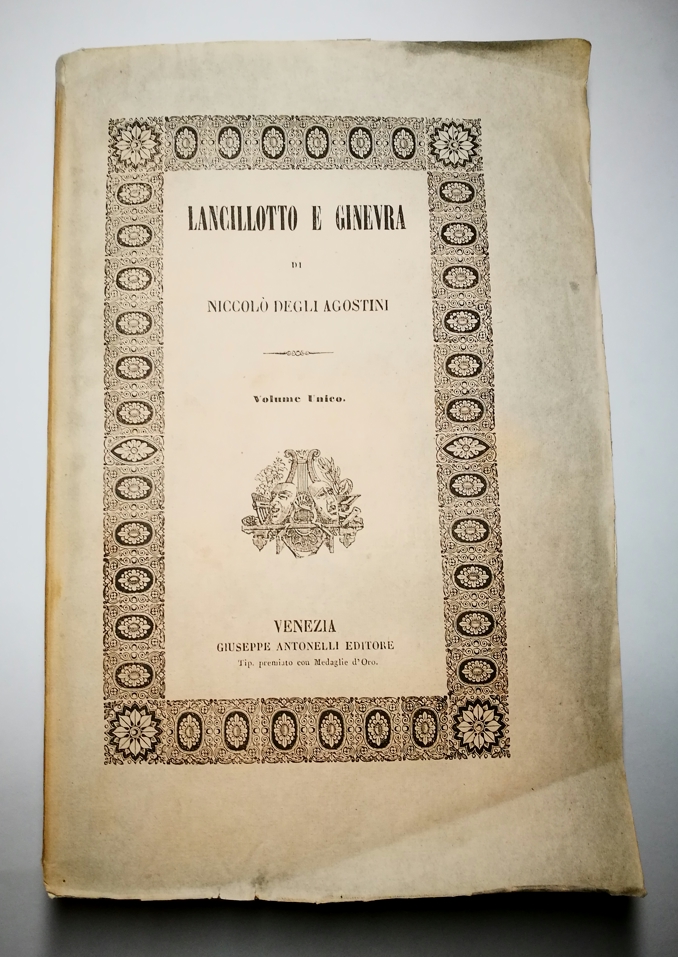 LANCILLOTTO E GINEVRA
DI
NICCOLÒ DEGLI AGOSTINI
Volume Unico.
VENEZIA
GIUSEPPE ANTONELLI EDITORE
Tip. premiato con Medaglie d'Oro.